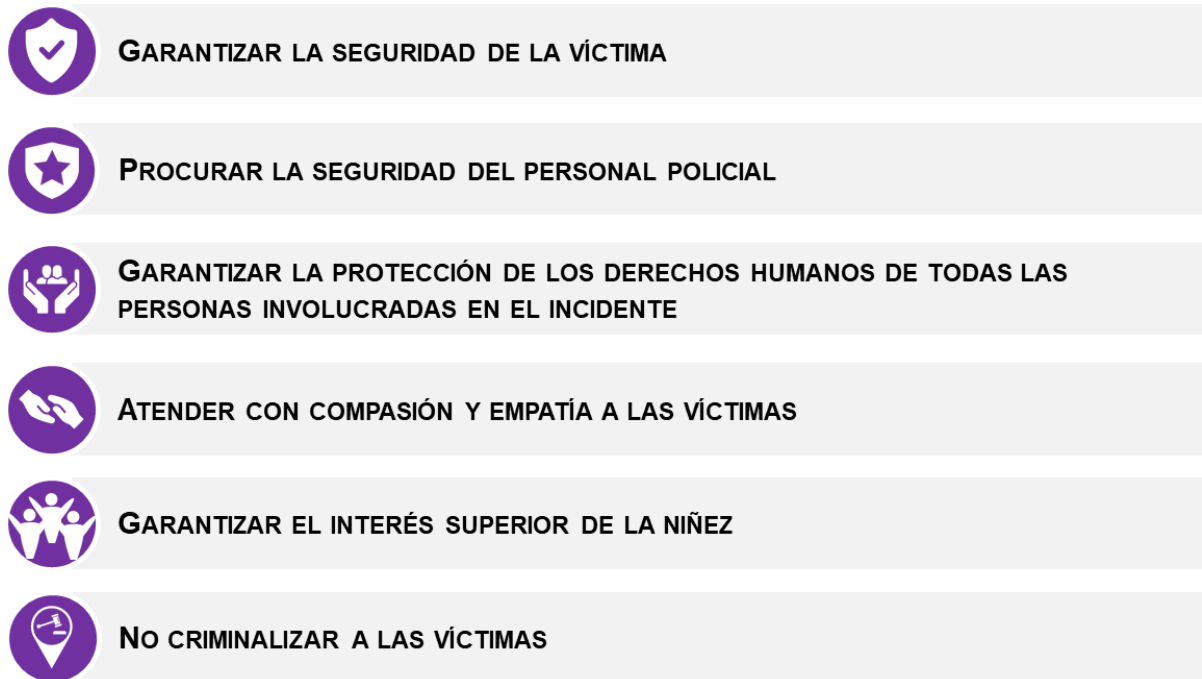 GARANTIZAR LA SEGURIDAD DE LA VÍCTIMA
PROCURAR LA SEGURIDAD DEL PERSONAL POLICIAL
GARANTIZAR LA PROTECCIÓN DE LOS DERECHOS HUMANOS DE TODAS LAS
PERSONAS INVOLUCRADAS EN EL INCIDENTE
ATENDER CON COMPASIÓN Y EMPATÍA A LAS VÍCTIMAS
GARANTIZAR EL INTERÉS SUPERIOR DE LA NIÑEZ
NO CRIMINALIZAR A LAS VÍCTIMAS